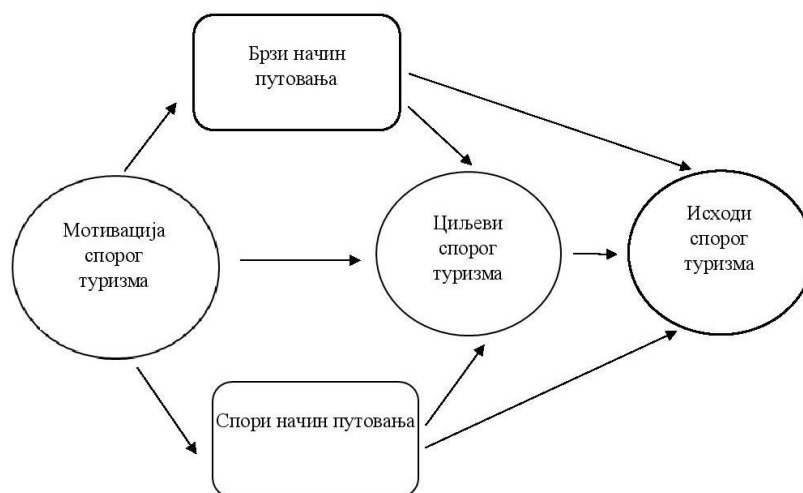 Брзи начин
путовања
Мотивација
спорог
туризма
Циљеви
спорог
туризма
Исходи
спорог
туризма
Спори начин путовања